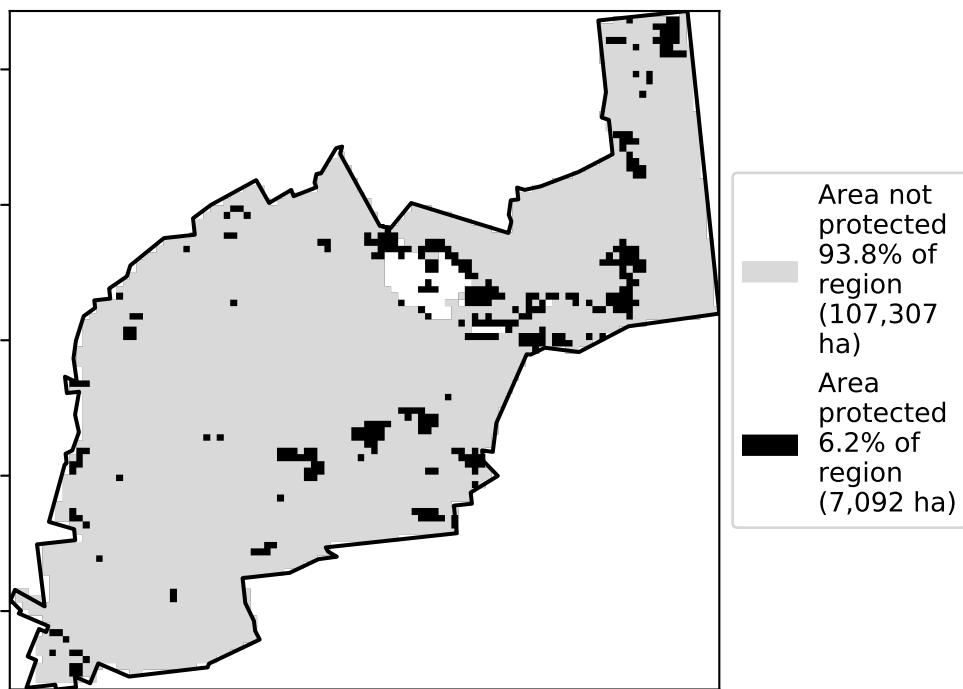 Area not
protected
93.8% of
region
(107,307
ha)
Area
protected
6.2% of
region
(7,092 ha)